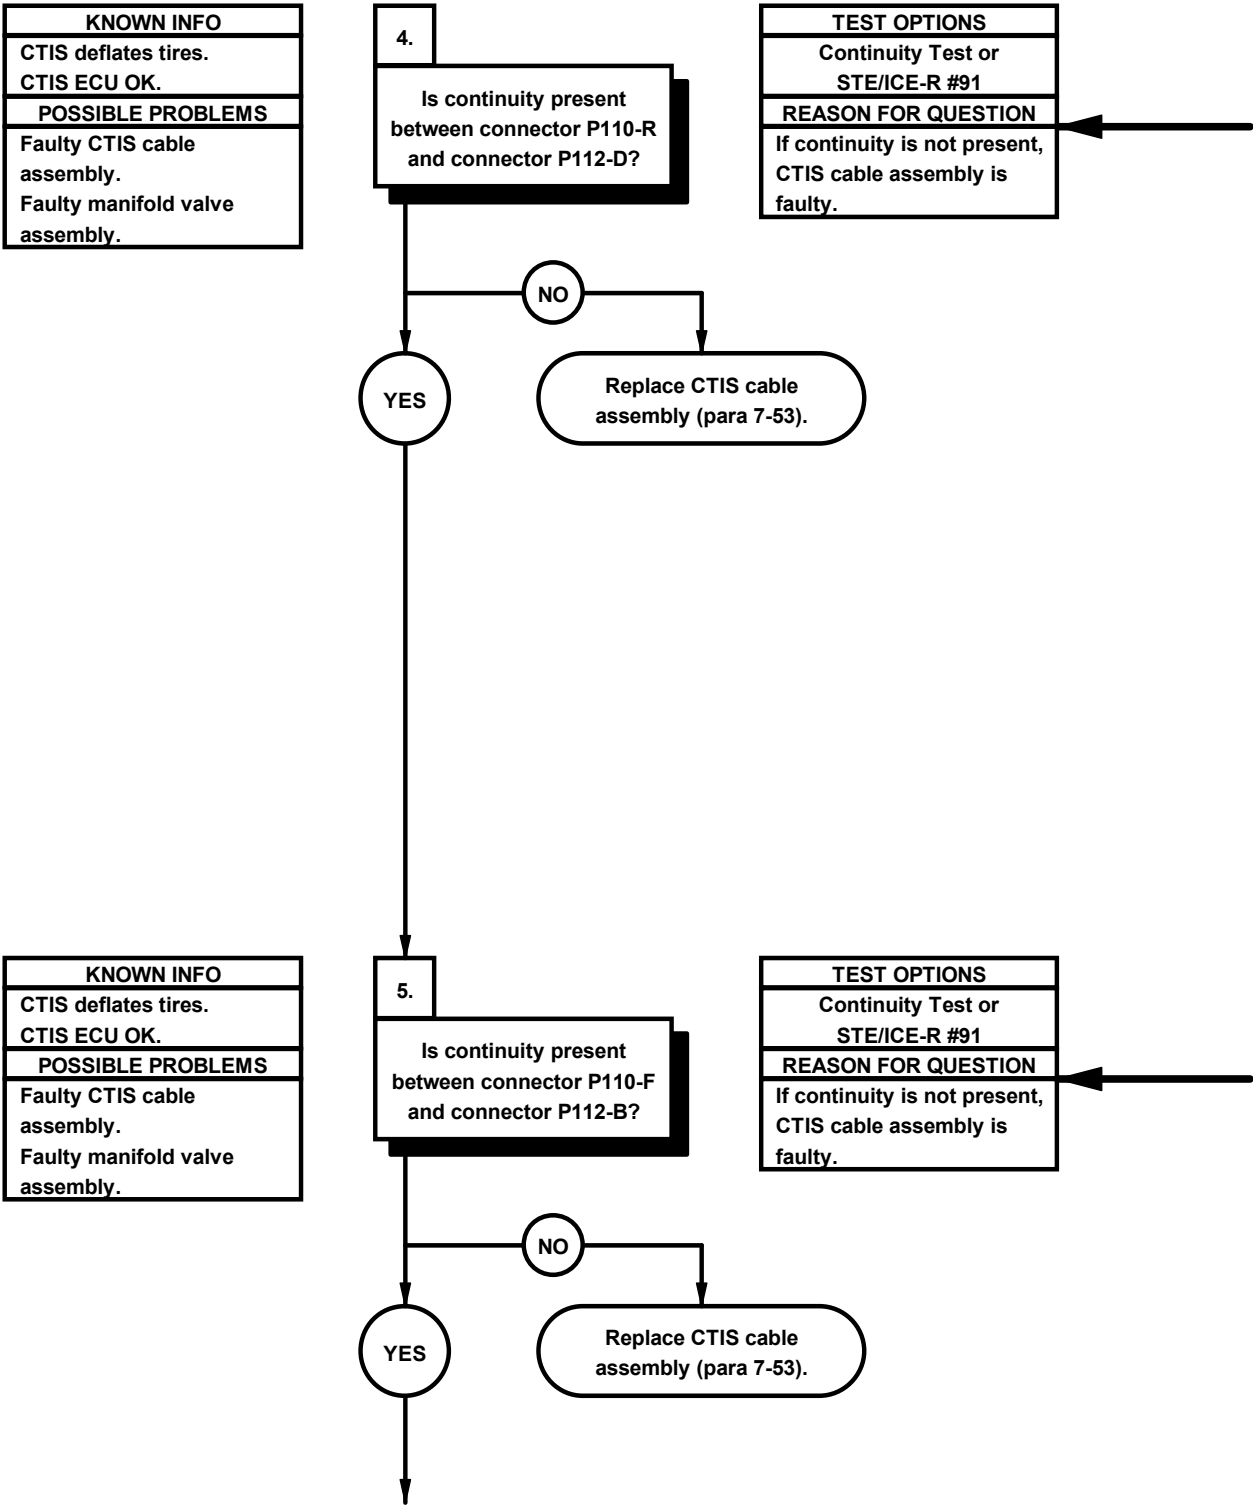 KNOWN INFO
CTIS deflates tires.
CTIS ECU OK.
POSSIBLE PROBLEMS
Faulty CTIS cable
assembly.
Faulty manifold valve
assembly.
4.
Is continuity present
between connector P110-R
and connector P112-D?
TEST OPTIONS
Continuity Test or
STE/ICE-R #91
REASON FOR QUESTION
If continuity is not present,
CTIS cable assembly is
faulty.
NO
YES
Replace CTIS cable
assembly (para 7-53).
KNOWN INFO
CTIS deflates tires.
CTIS ECU OK.
POSSIBLE PROBLEMS
Faulty CTIS cable
assembly.
Faulty manifold valve
assembly.
5.
Is continuity present
between connector P110-F
and connector P112-B?
TEST OPTIONS
Continuity Test or
STE/ICE-R #91
REASON FOR QUESTION
If continuity is not present,
CTIS cable assembly is
faulty.
NO
YES
Replace CTIS cable
assembly (para 7-53).